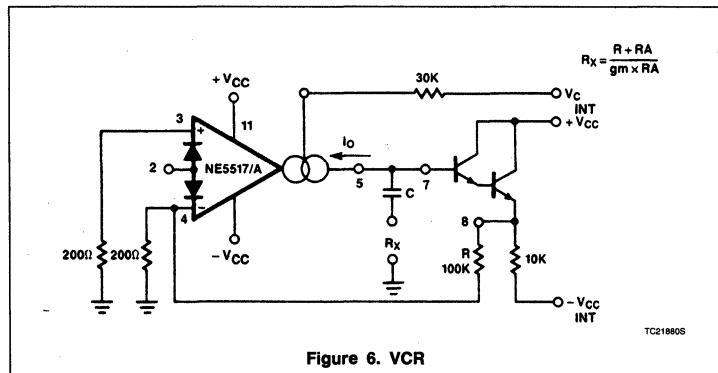 R_X = R + RA
gm × RA
30K
V_C
INT
+ V_CC
+ V_CC
3
11
+
I_O
2
NE5517/A
5
7
C
−
4
8
R_X
R
100K
10K
200Ω
200Ω
− V_CC
− V_CC
INT
TC21880S
Figure 6. VCR